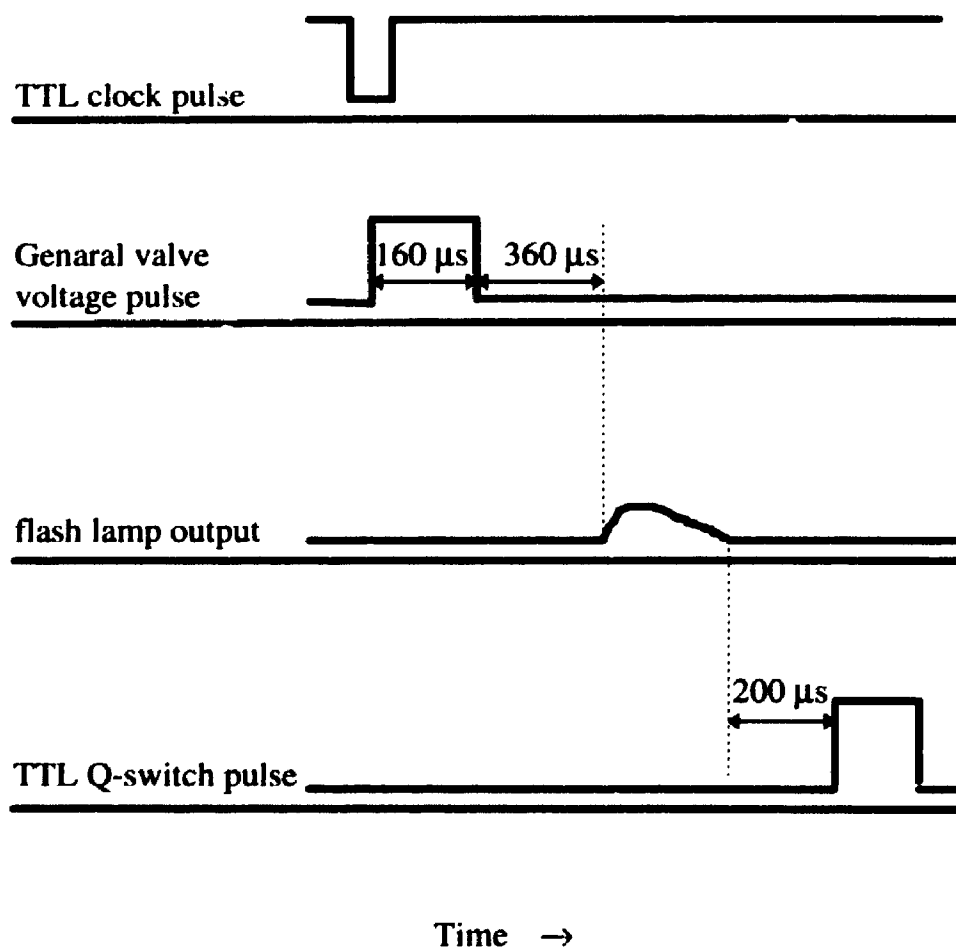 TTL clock pulse
Genaral valve
voltage pulse
160 μs
360 μs
flash lamp output
200 μs
TTL Q-switch pulse
Time →